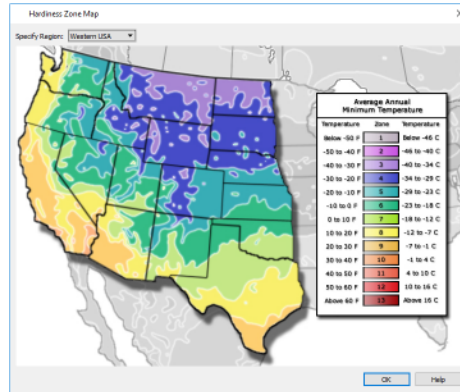 Hardiness Zone Map
Specify Region: Western USA
Average Annual
Minimum Temperature
Temperature Zone Temperature
Below -50 F 1 Below -46 C
-50 to -40 F 2 -46 to -40 C
-40 to -30 F 3 -40 to -34 C
-30 to -20 F 4 -34 to -29 C
-20 to -10 F 5 -29 to -23 C
-10 to 0 F 6 -23 to -18 C
0 to 10 F 7 -18 to -12 C
10 to 20 F 8 -12 to -7 C
20 to 30 F 9 -7 to -1 C
30 to 40 F 10 -1 to 4 C
40 to 50 F 11 4 to 10 C
50 to 60 F 12 10 to 16 C
Above 60 F 13 Above 16 C
OK Help